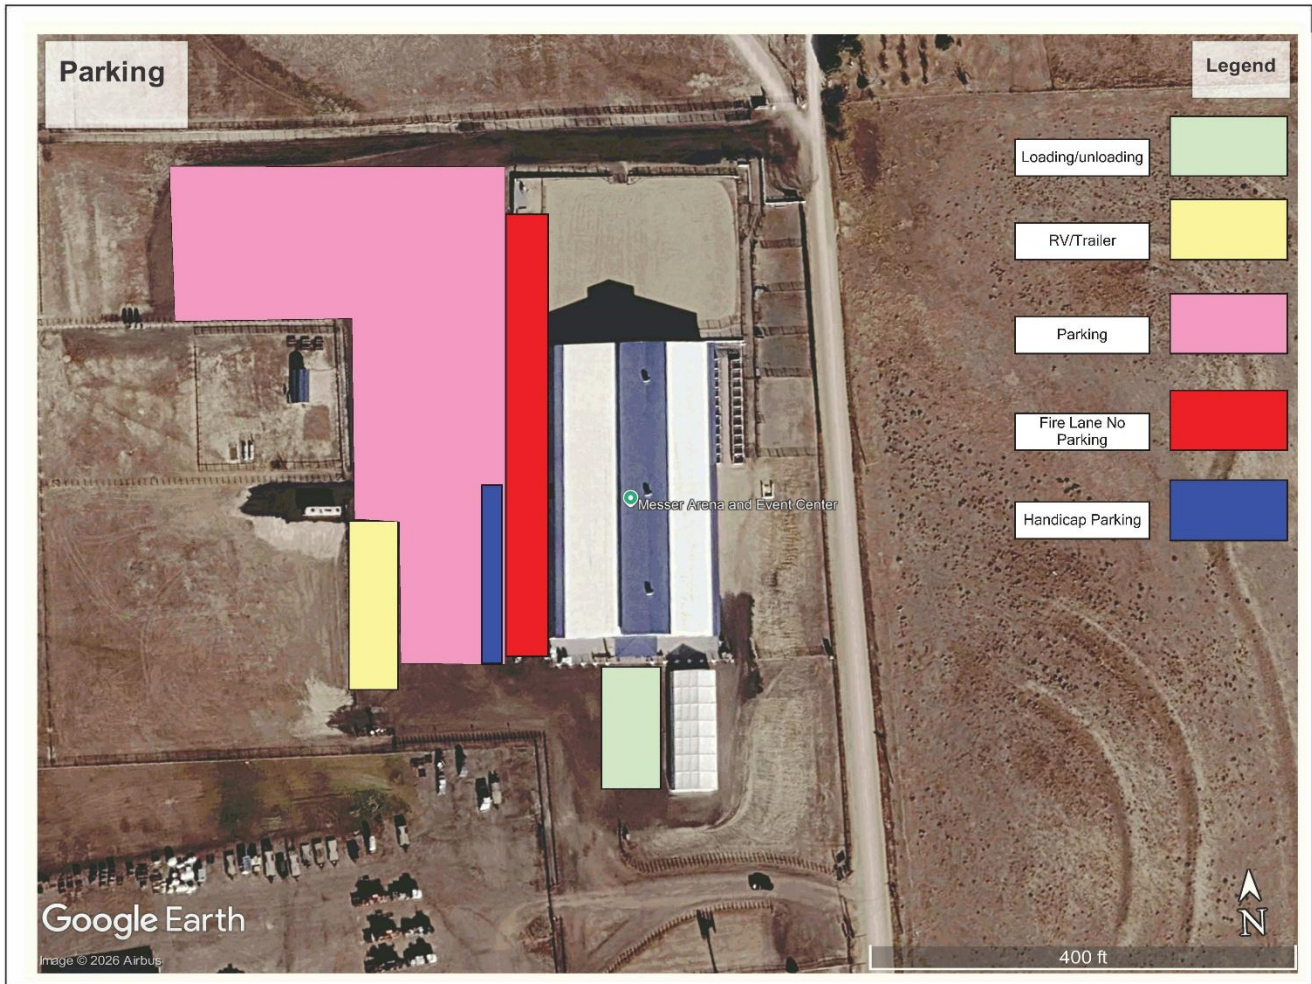 Parking
Legend
Loading/unloading
RV/Trailer
Parking
Fire Lane No
Parking
Messer Arena and Event Center
Handicap Parking
Google Earth
N
Image © 2026 Airbus
400 ft